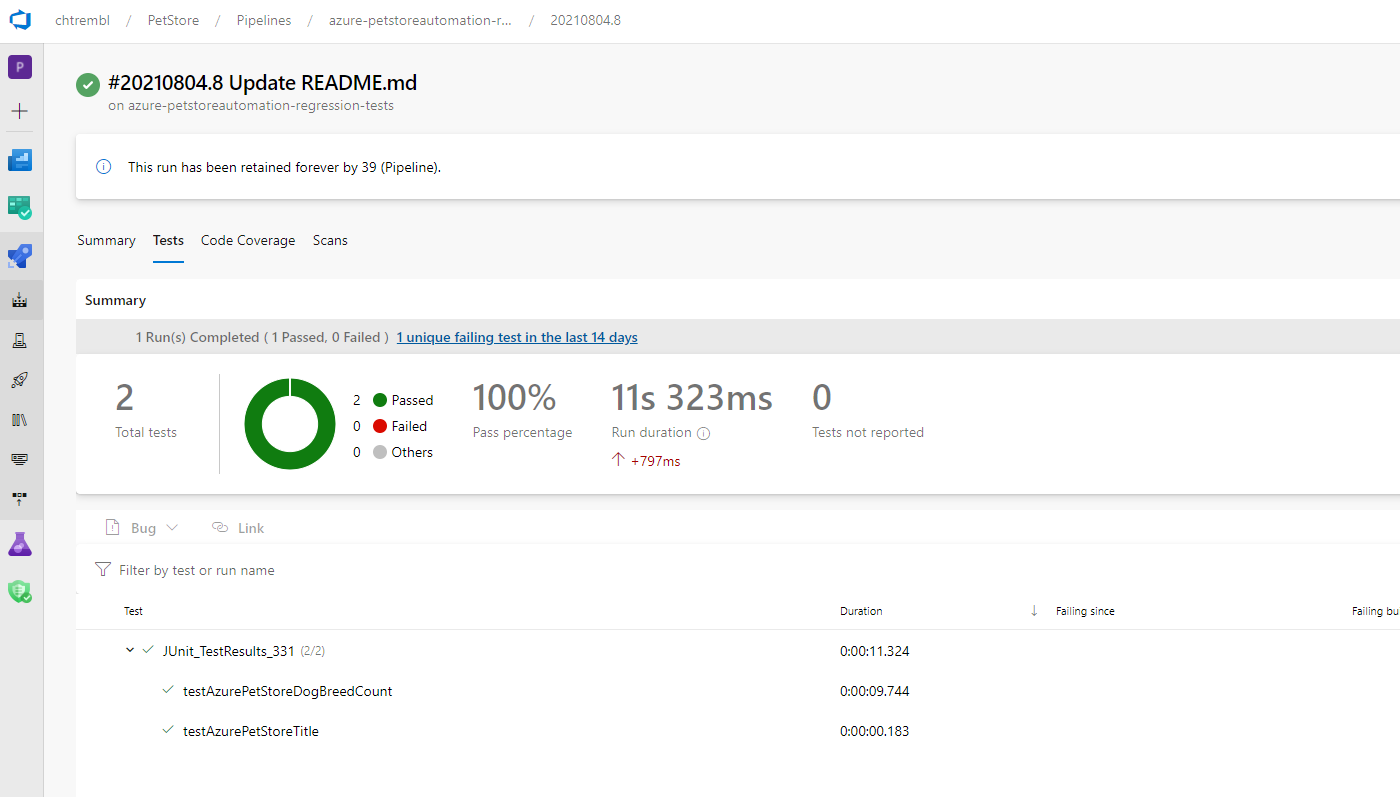 chtrembl / PetStore / Pipelines / azure-petstoreautomation-r... / 20210804.8
P
#20210804.8 Update README.md
on azure-petstoreautomation-regression-tests
This run has been retained forever by 39 (Pipeline).
Summary Tests Code Coverage Scans
Summary
1 Run(s) Completed ( 1 Passed, 0 Failed ) 1 unique failing test in the last 14 days
2
Total tests
2 Passed
0 Failed
0 Others
100%
Pass percentage
11s 323ms
Run duration
+797ms
0
Tests not reported
Bug Link
Filter by test or run name
Test Duration Failing since Failing bu
JUnit_TestResults_331 (2/2) 0:00:11.324
testAzurePetStoreDogBreedCount 0:00:09.744
testAzurePetStoreTitle 0:00:00.183